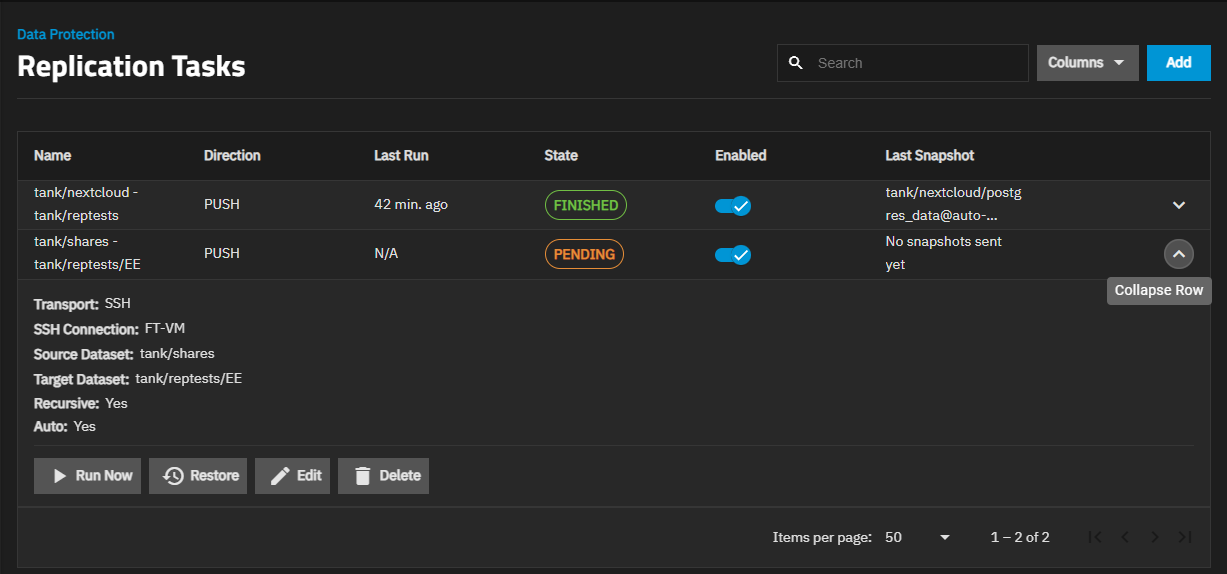 Data Protection
Replication Tasks
Search
Columns
Add
Name Direction Last Run State Enabled Last Snapshot
tank/nextcloud -
tank/reptests
PUSH
42 min. ago
FINISHED
tank/nextcloud/postg
res_data@auto-...
tank/shares -
tank/reptests/EE
PUSH
N/A
PENDING
No snapshots sent
yet
Collapse Row
Transport: SSH
SSH Connection: FT-VM
Source Dataset: tank/shares
Target Dataset: tank/reptests/EE
Recursive: Yes
Auto: Yes
Run Now Restore Edit Delete
Items per page: 50 1 – 2 of 2